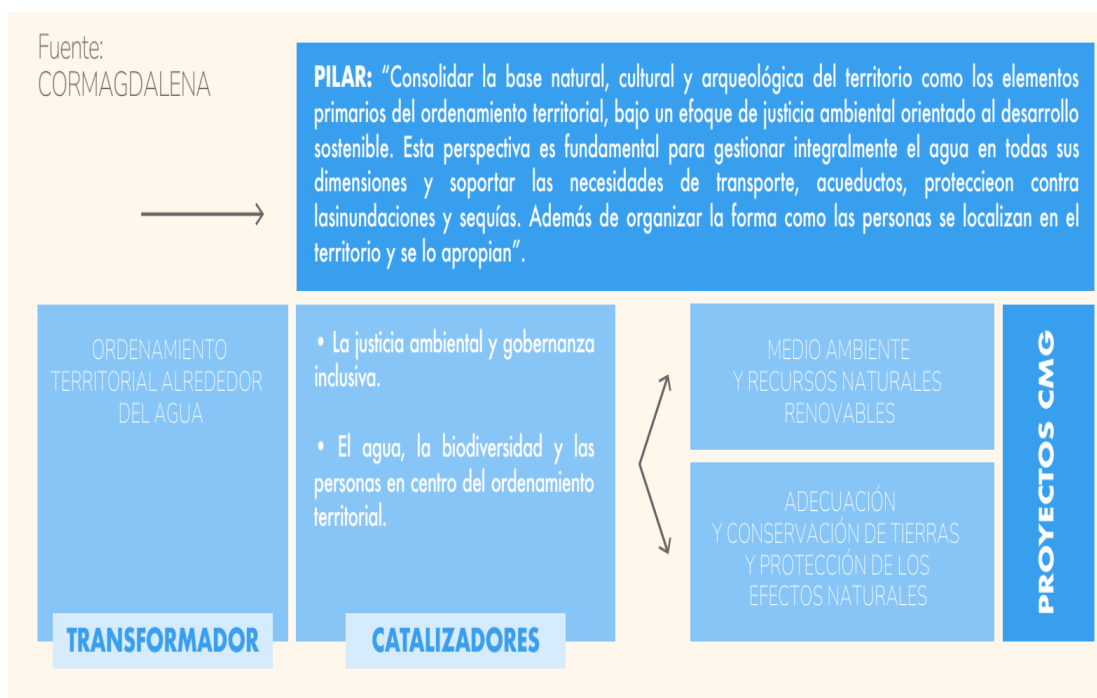 Fuente:
CORMAGDALENA
PILAR: “Consolidar la base natural, cultural y arqueológica del territorio como los elementos
primarios del ordenamiento territorial, bajo un efoque de justicia ambiental orientado al desarrollo
sostenible. Esta perspectiva es fundamental para gestionar integralmente el agua en todas sus
dimensiones y soportar las necesidades de transporte, acueductos, proteccieon contra
lasinundaciones y sequías. Además de organizar la forma como las personas se localizan en el
territorio y se lo apropian”.
ORDENAMIENTO
TERRITORIAL ALREDEDOR
DEL AGUA
TRANSFORMADOR
• La justicia ambiental y gobernanza
inclusiva.
• El agua, la biodiversidad y las
personas en centro del ordenamiento
territorial.
CATALIZADORES
MEDIO AMBIENTE
Y RECURSOS NATURALES
RENOVABLES
ADECUACIÓN
Y CONSERVACIÓN DE TIERRAS
Y PROTECCIÓN DE LOS
EFECTOS NATURALES
PROYECTOS CMG